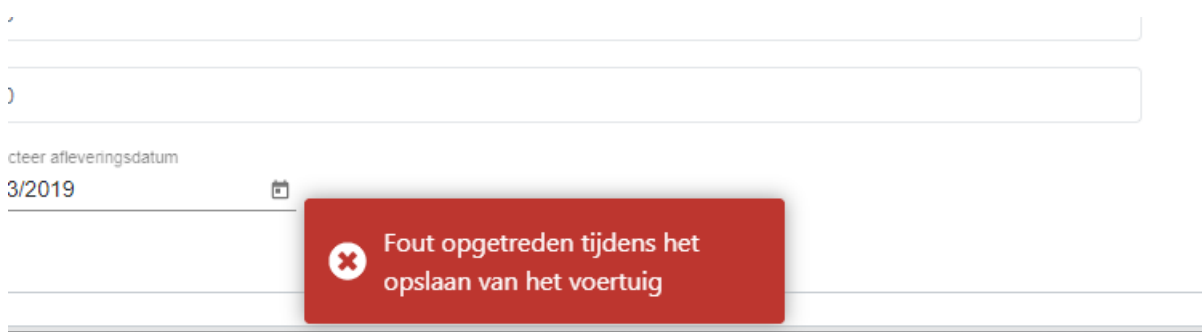 cteer afleveringsdatum
3/2019
Fout opgetreden tijdens het
opslaan van het voertuig